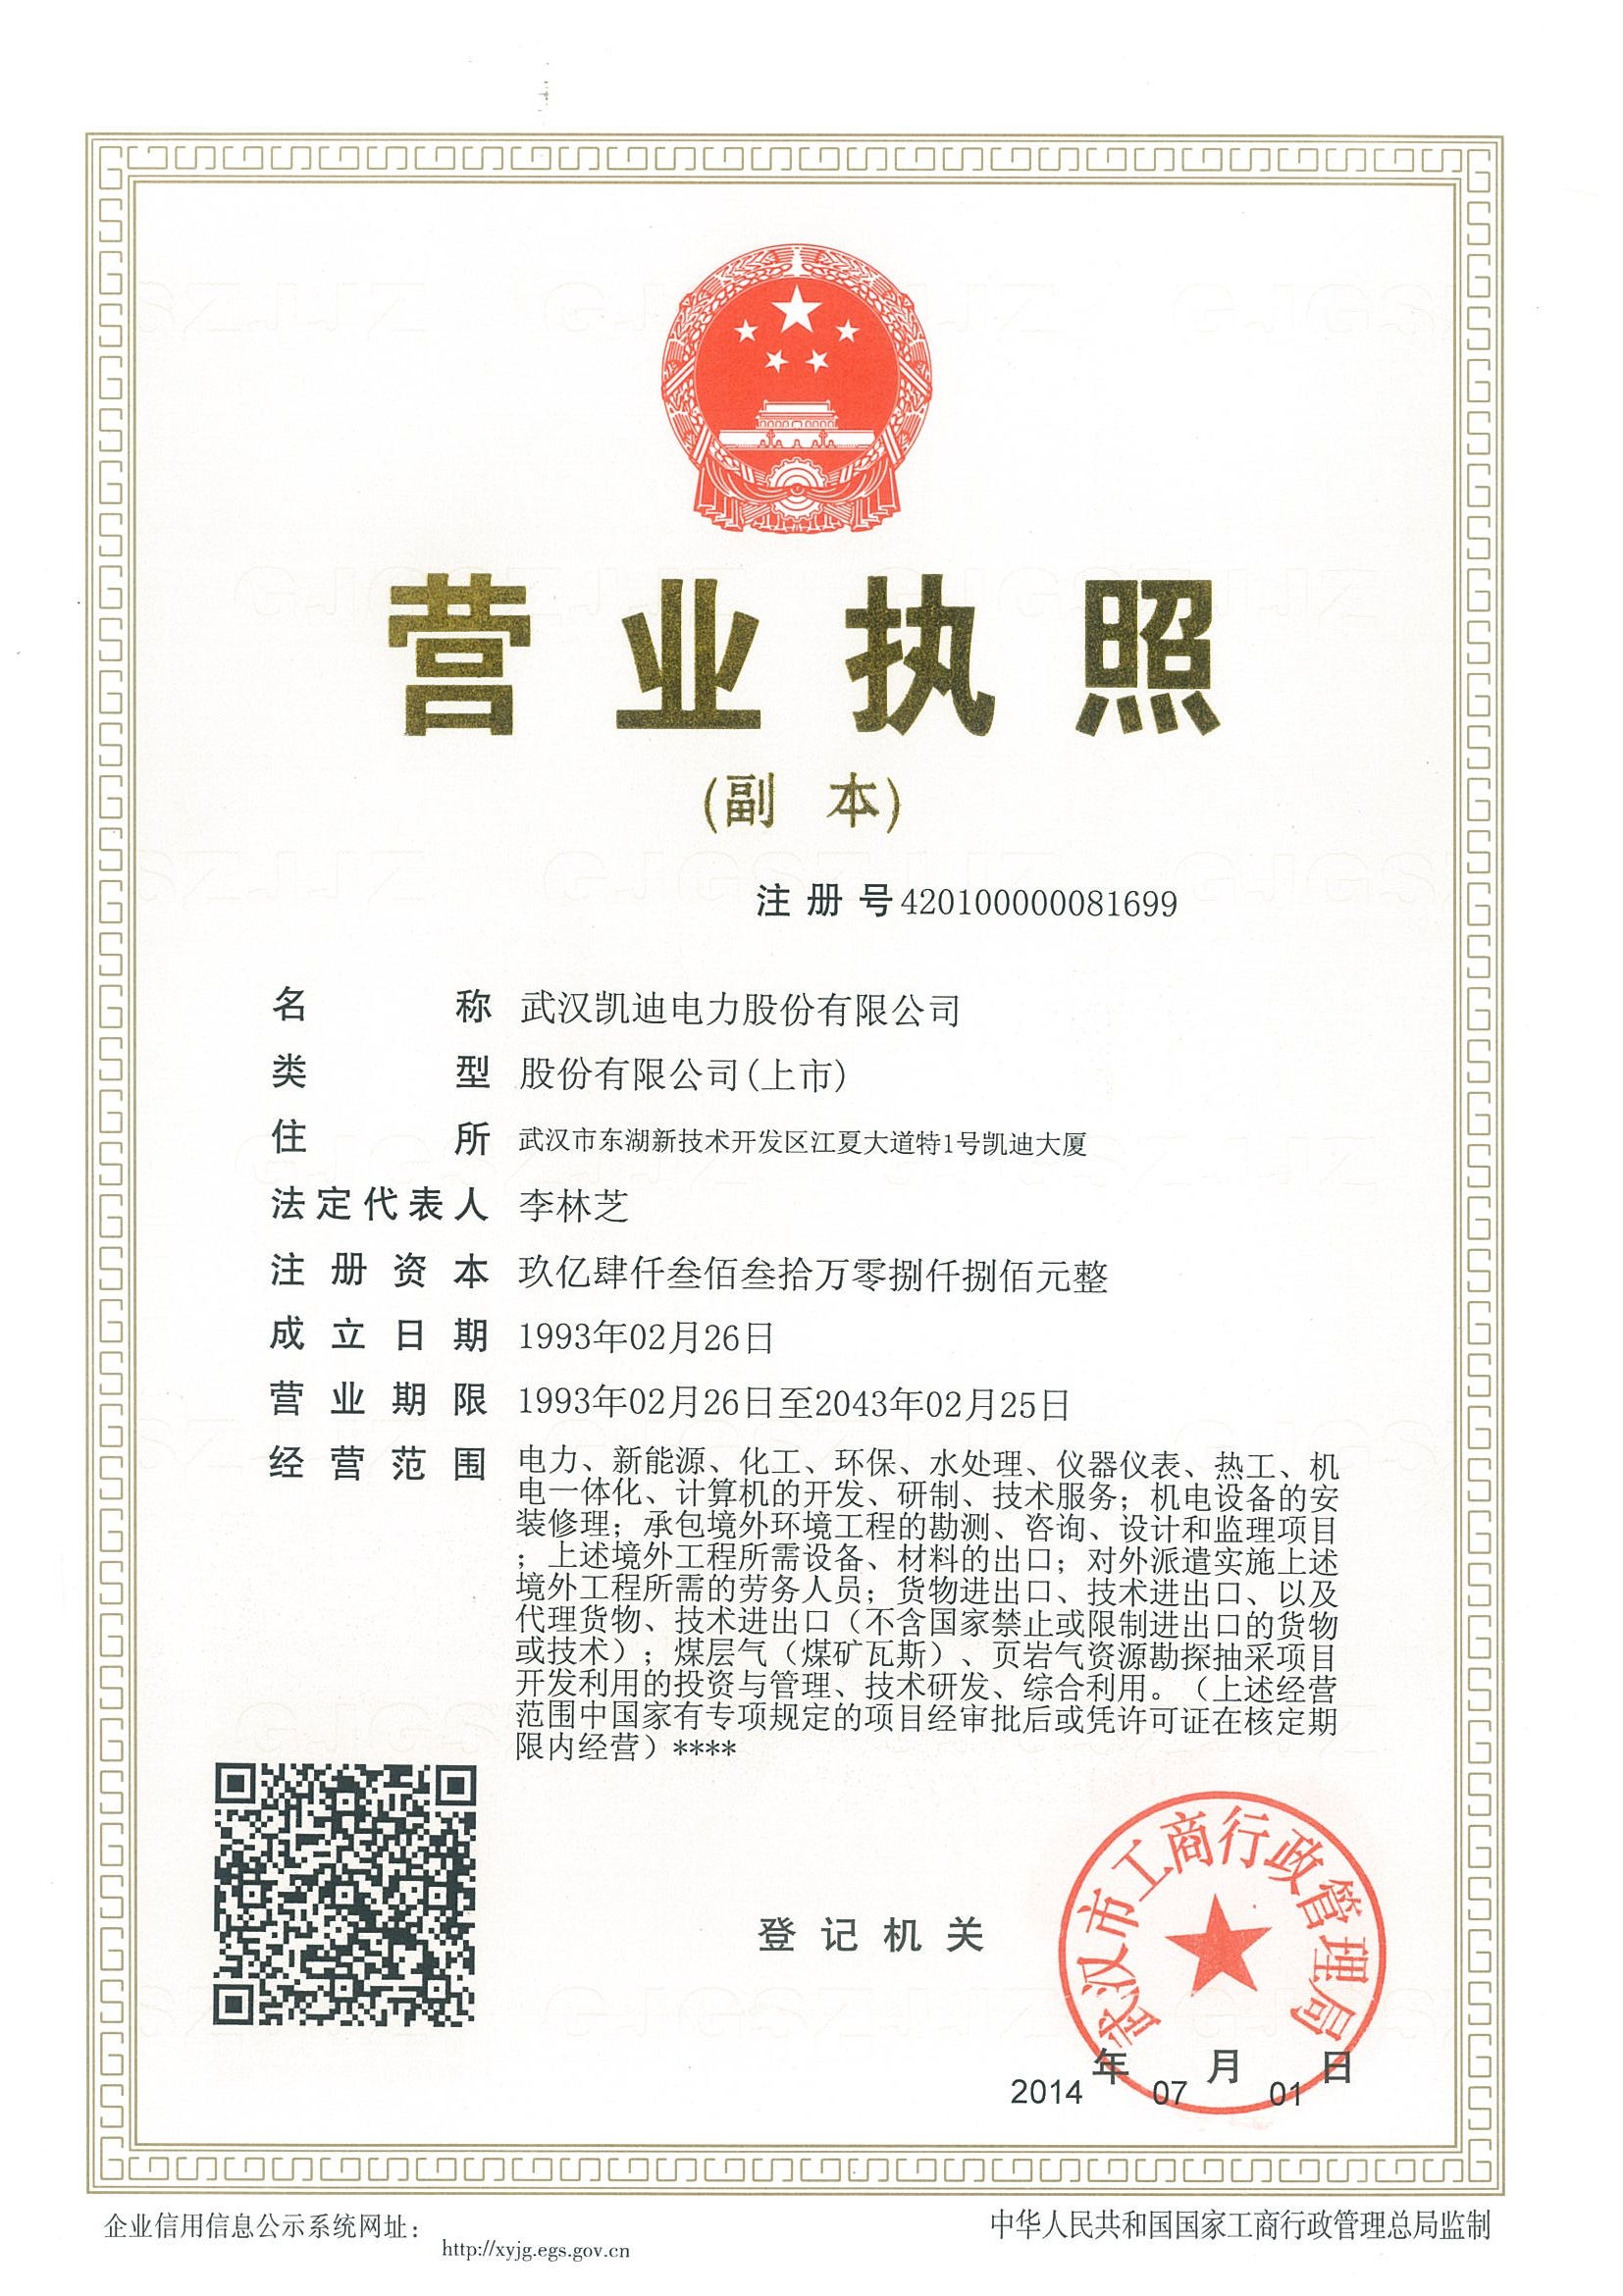 营业执照
(副 本)
注册号420100000081699
名称 武汉凯迪电力股份有限公司
类型 股份有限公司(上市)
住所 武汉市东湖新技术开发区江夏大道特1号凯迪大厦
法定代表人 李林芝
注册资本 玖亿肆仟叁佰叁拾万零捌仟捌佰元整
成立日期 1993年02月26日
营业期限 1993年02月26日至2043年02月25日
经营范围 电力、新能源、化工、环保、水处理、仪器仪表、热工、机
电一体化、计算机的开发、研制、技术服务；机电设备的安
装修理；承包境外环境工程的勘测、咨询、设计和监理项目
；上述境外工程所需设备、材料的出口；对外派遣实施上述
境外工程所需的劳务人员；货物进出口、技术进出口、以及
代理货物、技术进出口（不含国家禁止或限制进出口的货物
或技术）；煤层气（煤矿瓦斯）、页岩气资源勘探抽采项目
开发利用的投资与管理、技术研发、综合利用。（上述经营
范围中国家有专项规定的项目经审批后或凭许可证在核定期
限内经营）****
登记机关
武汉市工商行政管理局
2014年07月01日
企业信用信息公示系统网址：
http://xyjg.egs.gov.cn
中华人民共和国国家工商行政管理总局监制